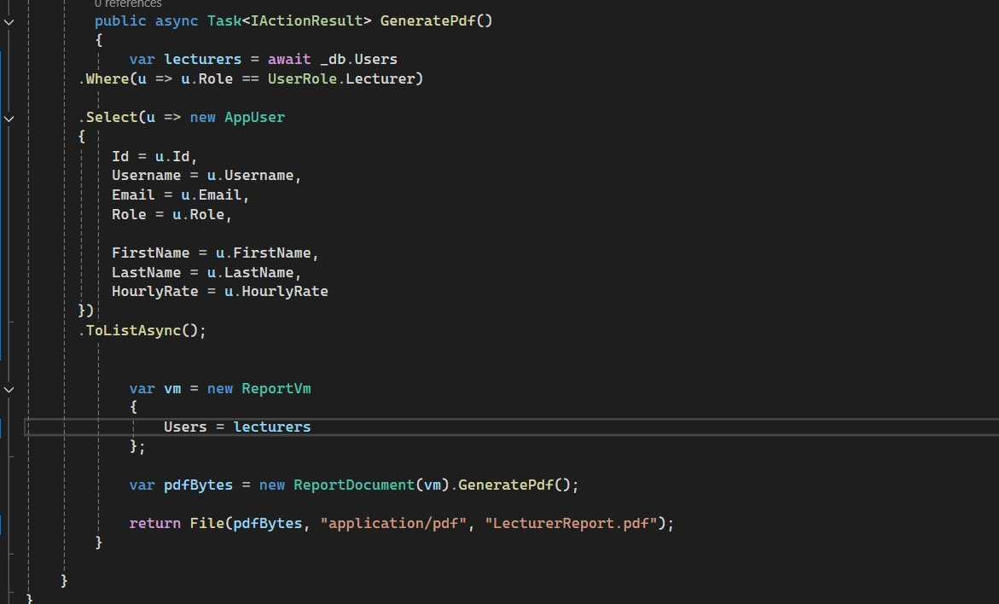 0 references
public async Task<IActionResult> GeneratePdf()
{
var lecturers = await _db.Users
.Where(u => u.Role == UserRole.Lecturer)
.Select(u => new AppUser
{
Id = u.Id,
Username = u.Username,
Email = u.Email,
Role = u.Role,
FirstName = u.FirstName,
LastName = u.LastName,
HourlyRate = u.HourlyRate
})
.ToListAsync();
var vm = new ReportVm
{
Users = lecturers
};
var pdfBytes = new ReportDocument(vm).GeneratePdf();
return File(pdfBytes, "application/pdf", "LecturerReport.pdf");
}
}
}